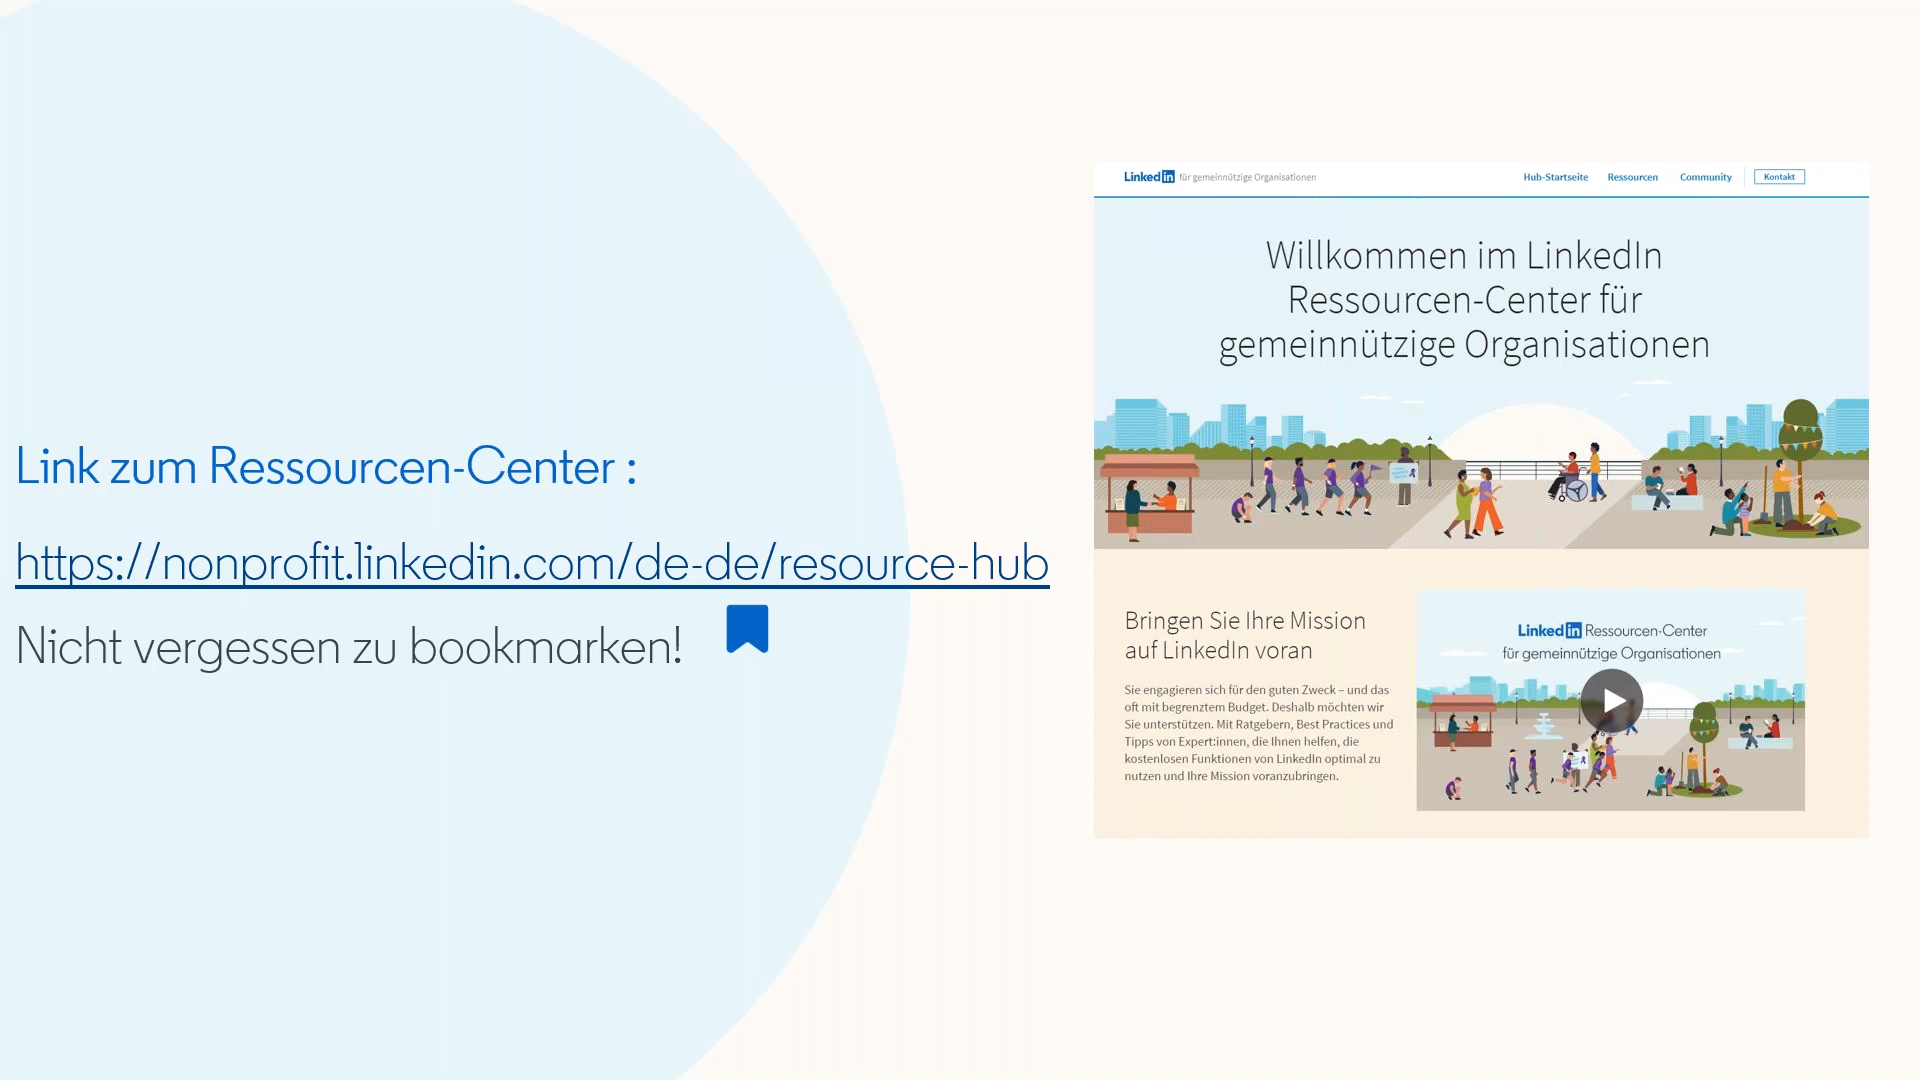 Link zum Ressourcen-Center :
https://nonprofit.linkedin.com/de-de/resource-hub
Nicht vergessen zu bookmarken!
Linkedin für gemeinnützige Organisationen
Hub-Startseite Ressourcen Community Kontakt
Willkommen im LinkedIn
Ressourcen-Center für
gemeinnützige Organisationen
Bringen Sie Ihre Mission
auf LinkedIn voran
Sie engagieren sich für den guten Zweck – und das
oft mit begrenztem Budget. Deshalb möchten wir
Sie unterstützen. Mit Ratgebern, Best Practices und
Tipps von Expert:innen, die Ihnen helfen, die
kostenlosen Funktionen von LinkedIn optimal zu
nutzen und Ihre Mission voranzubringen.
Linkedin Ressourcen-Center
für gemeinnützige Organisationen